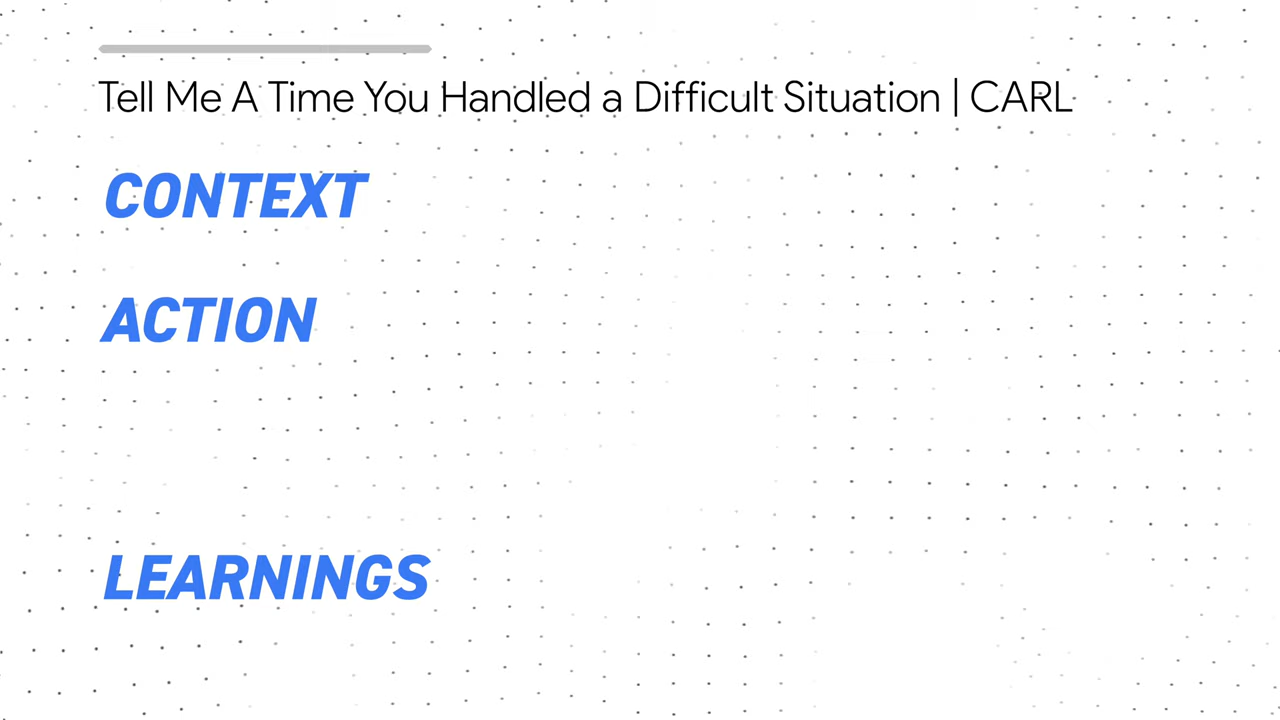 Tell Me A Time You Handled a Difficult Situation | CARL
CONTEXT
ACTION
LEARNINGS